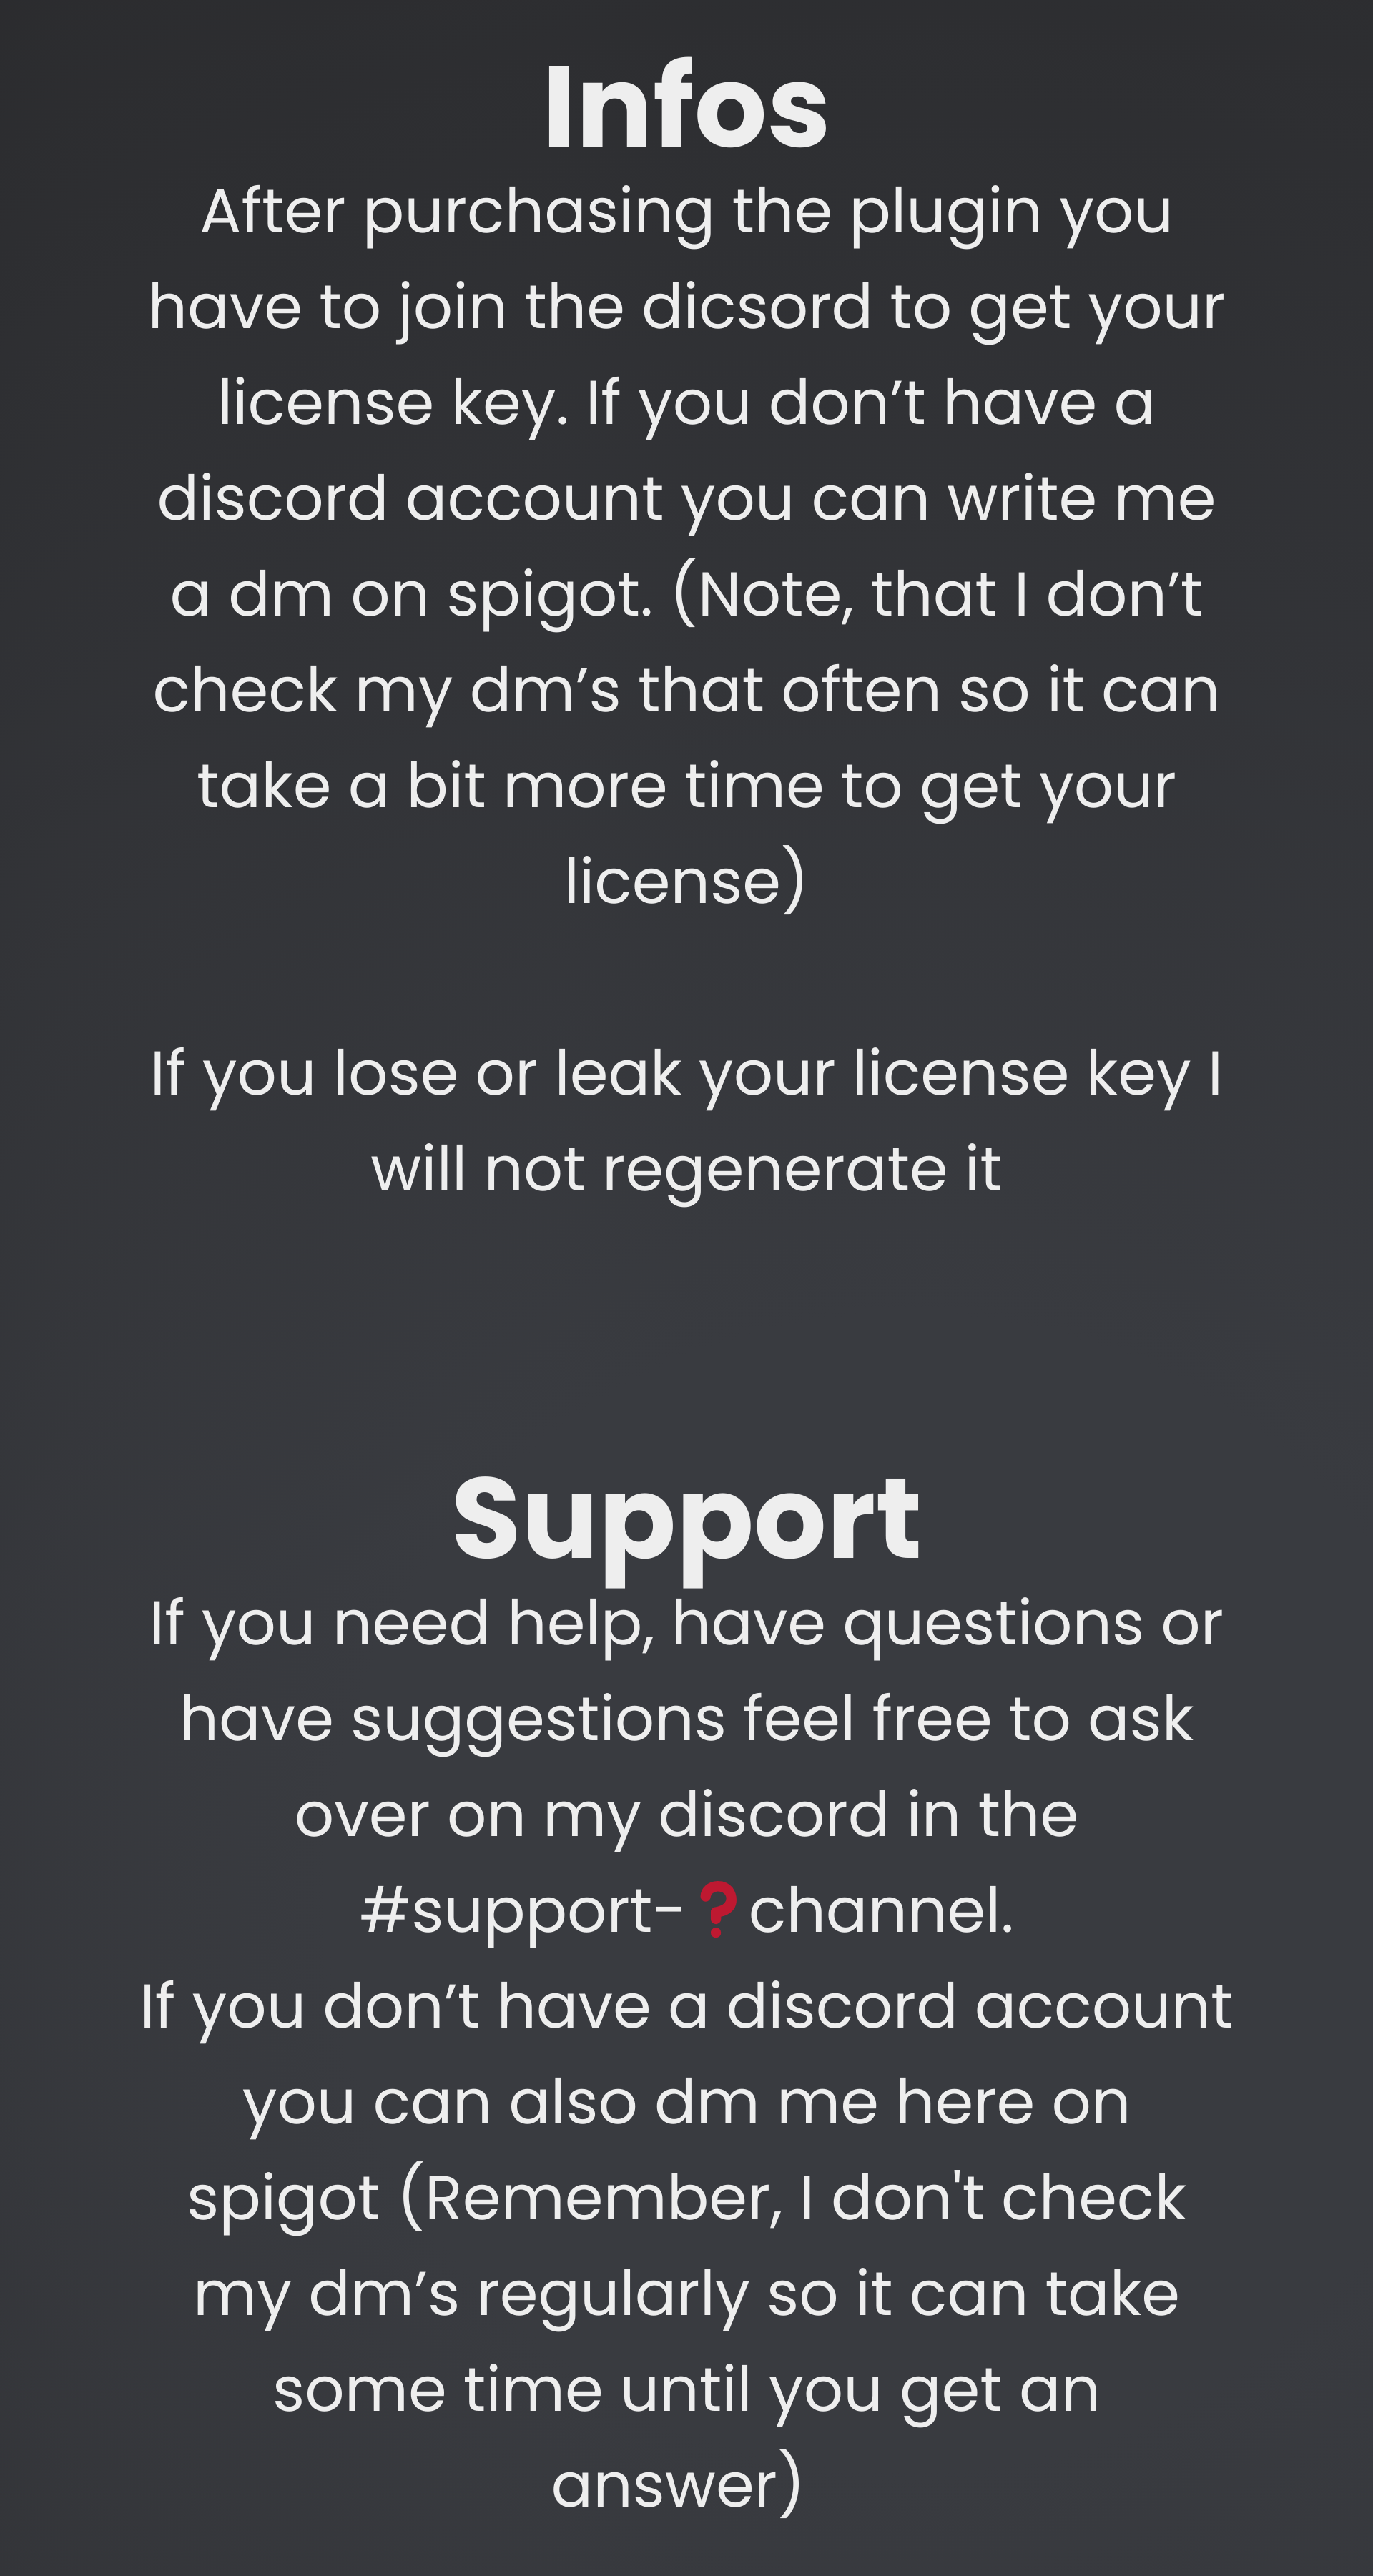 Infos
After purchasing the plugin you
have to join the dicsord to get your
license key. If you don’t have a
discord account you can write me
a dm on spigot. (Note, that I don’t
check my dm’s that often so it can
take a bit more time to get your
license)
If you lose or leak your license key I
will not regenerate it
Support
If you need help, have questions or
have suggestions feel free to ask
over on my discord in the
#support-❓channel.
If you don’t have a discord account
you can also dm me here on
spigot (Remember, I don't check
my dm’s regularly so it can take
some time until you get an
answer)